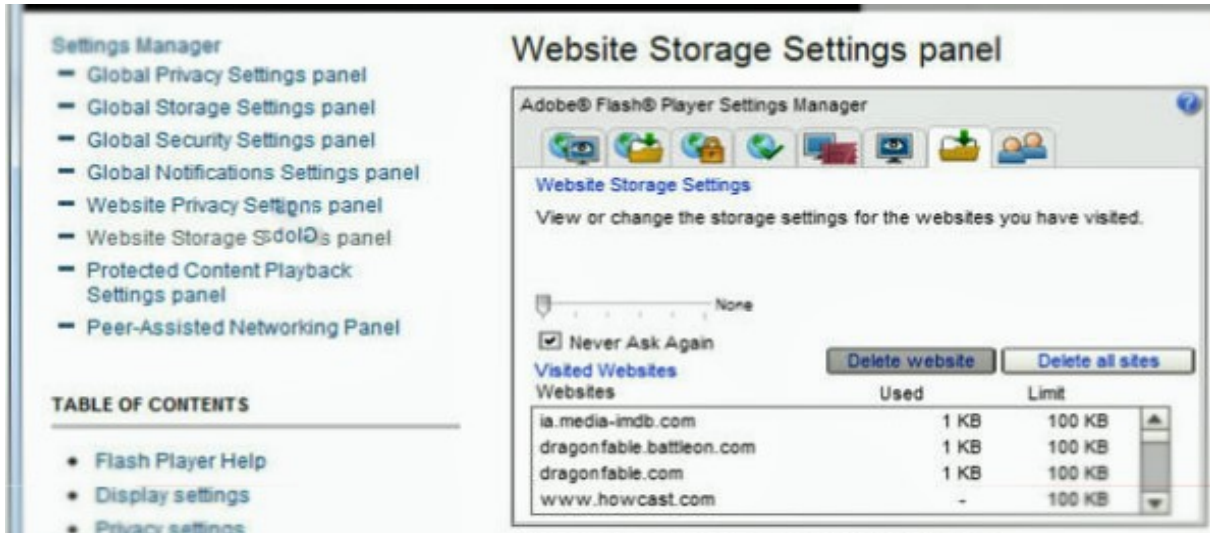 Settings Manager
Global Privacy Settings panel
Global Storage Settings panel
Global Security Settings panel
Global Notifications Settings panel
Website Privacy Settings panel
Website Storage panel
Protected Content Playback
Settings panel
Peer-Assisted Networking Panel
TABLE OF CONTENTS
• Flash Player Help
• Display settings
• Privacy settings
Website Storage Settings panel
Adobe® Flash® Player Settings Manager
?
Website Storage Settings
View or change the storage settings for the websites you have visited.
None
Never Ask Again
Delete website Delete all sites
Visited Websites
Websites Used Limit
ia.media-imdb.com 1 KB 100 KB
dragonfable.battleon.com 1 KB 100 KB
dragonfable.com 1 KB 100 KB
www.howcast.com - 100 KB